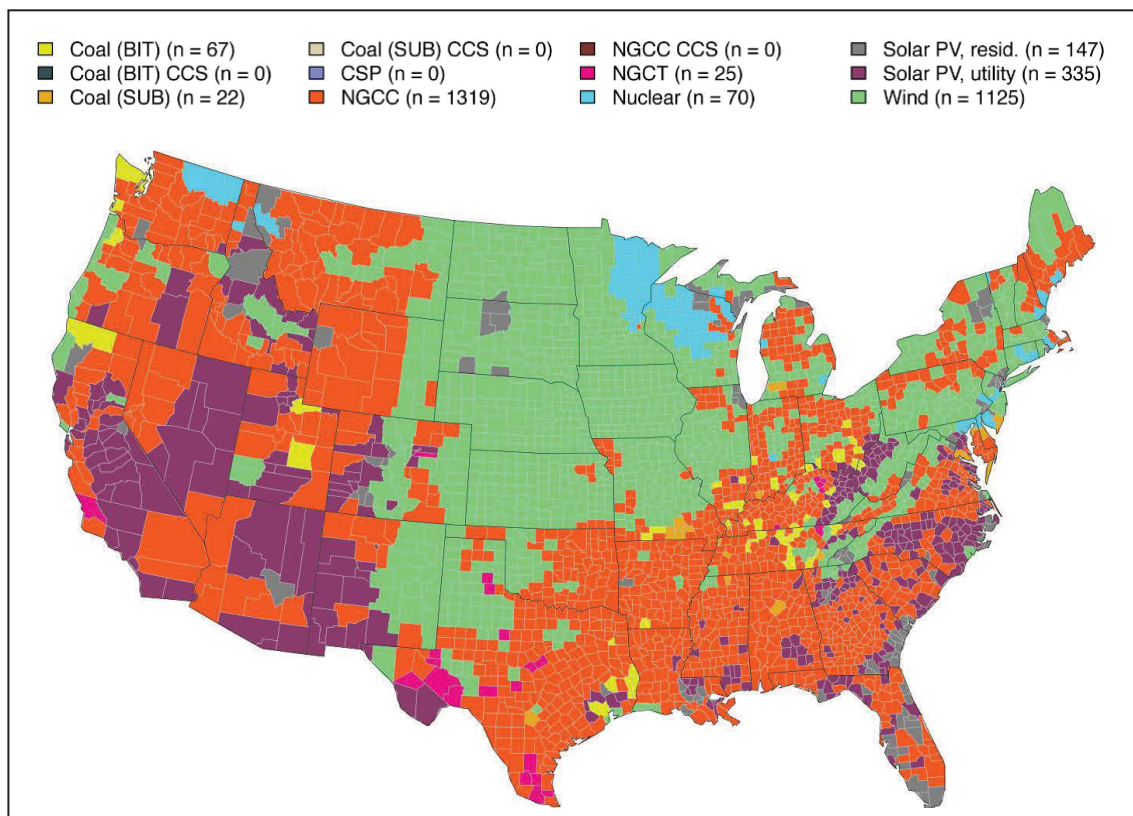 Coal (BIT) (n = 67)
Coal (BIT) CCS (n = 0)
Coal (SUB) (n = 22)
Coal (SUB) CCS (n = 0)
CSP (n = 0)
NGCC (n = 1319)
NGCC CCS (n = 0)
NGCT (n = 25)
Nuclear (n = 70)
Solar PV, resid. (n = 147)
Solar PV, utility (n = 335)
Wind (n = 1125)